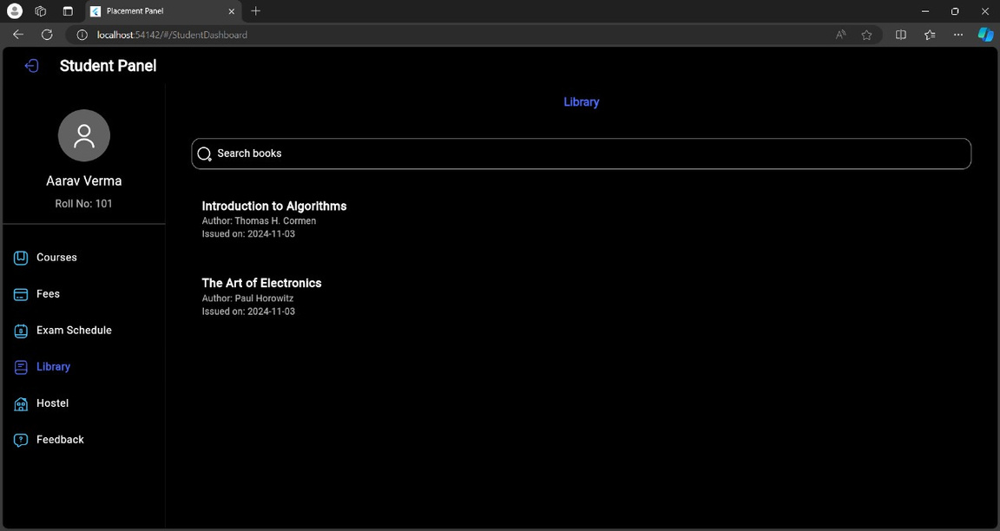 Placement Panel
localhost:54142/#/StudentDashboard
Student Panel
Aarav Verma
Roll No: 101
Courses
Fees
Exam Schedule
Library
Hostel
Feedback
Library
Search books
Introduction to Algorithms
Author: Thomas H. Cormen
Issued on: 2024-11-03
The Art of Electronics
Author: Paul Horowitz
Issued on: 2024-11-03